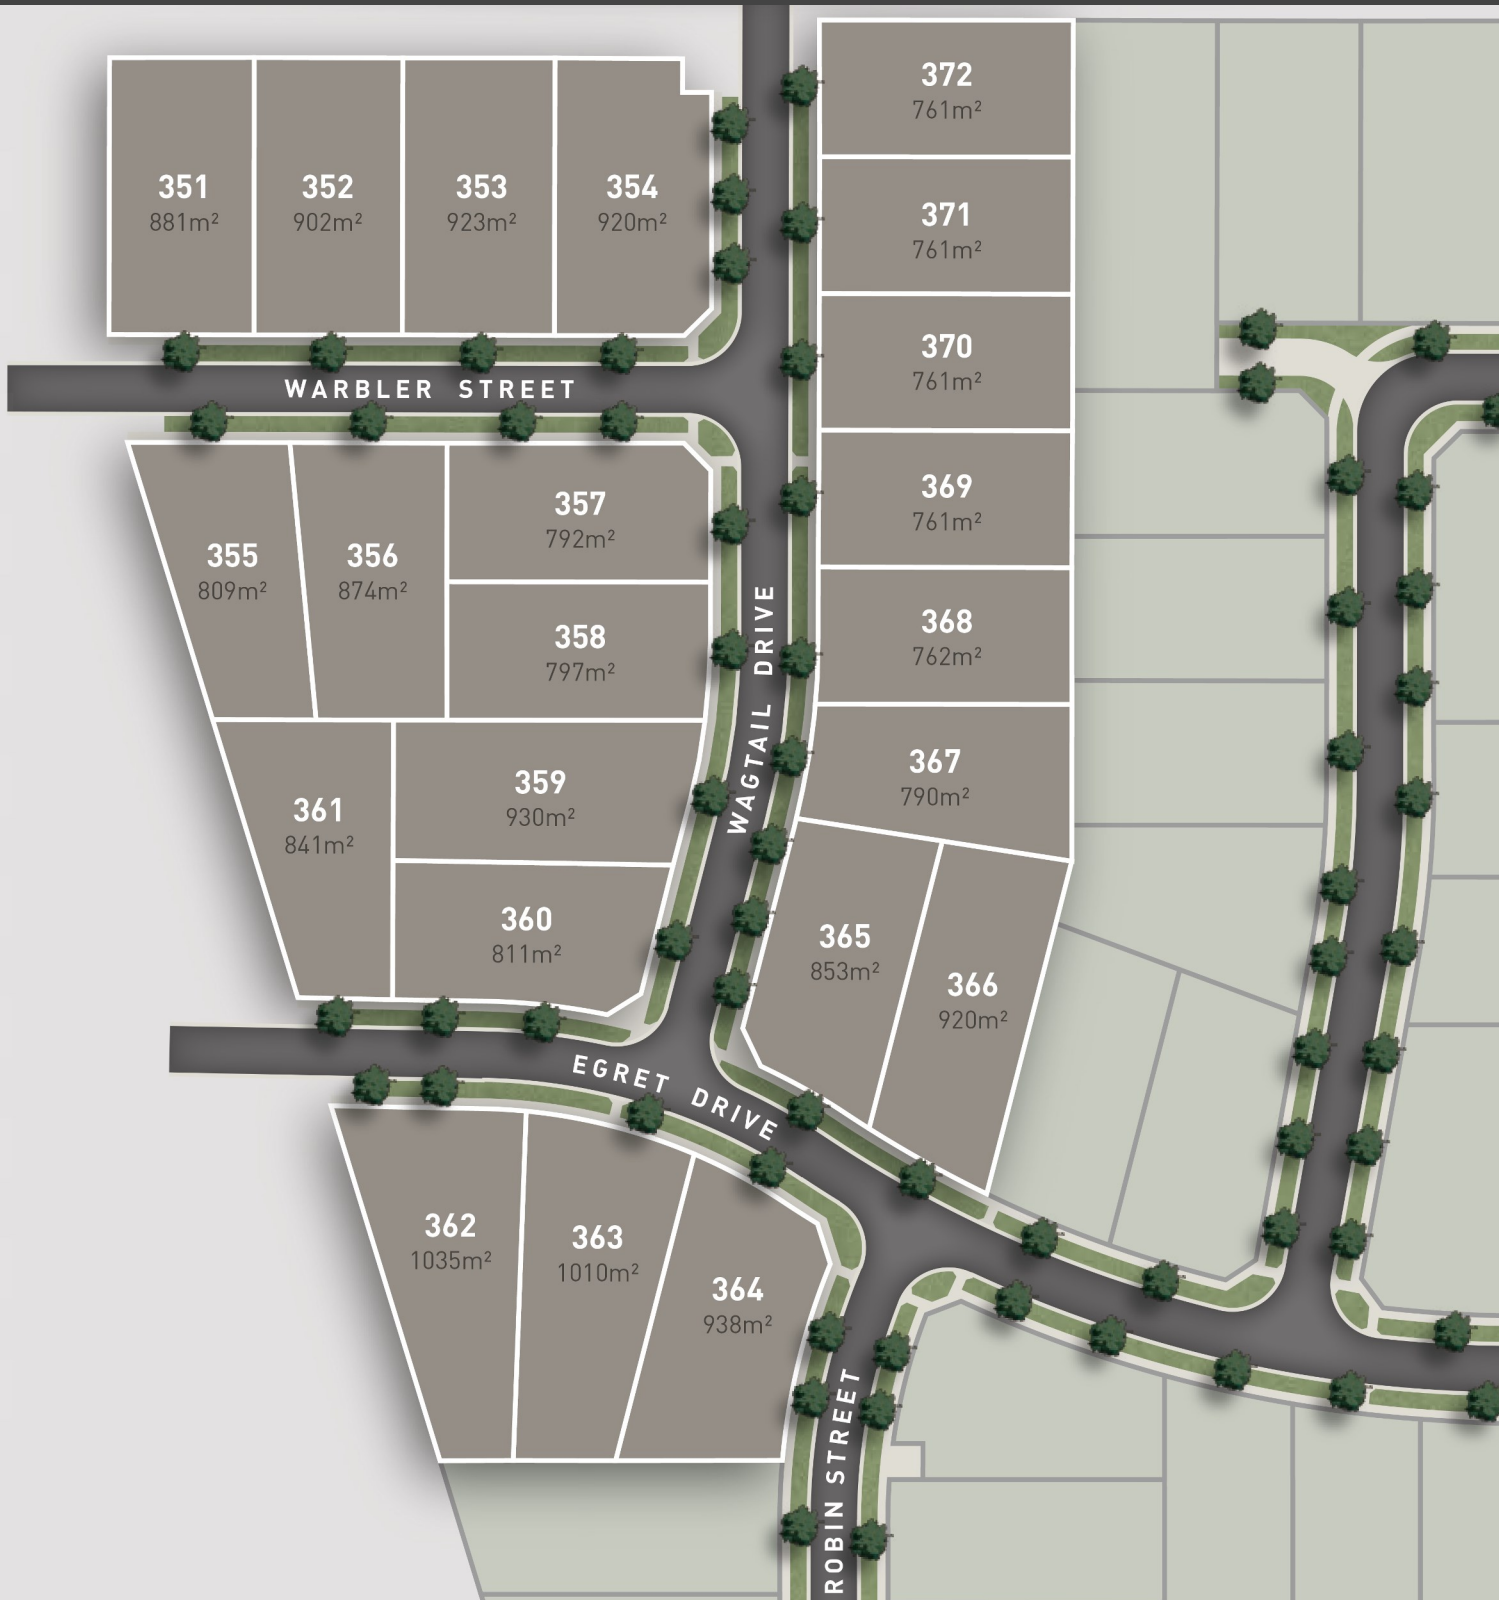 372
761m²
351
881m²
352
902m²
353
923m²
354
920m²
371
761m²
370
761m²
WARBLER STREET
369
761m²
357
792m²
355
809m²
356
874m²
358
797m²
368
762m²
WAGTAIL DRIVE
367
790m²
359
930m²
361
841m²
360
811m²
365
853m²
366
920m²
EGRET DRIVE
362
1035m²
363
1010m²
364
938m²
ROBIN STREET